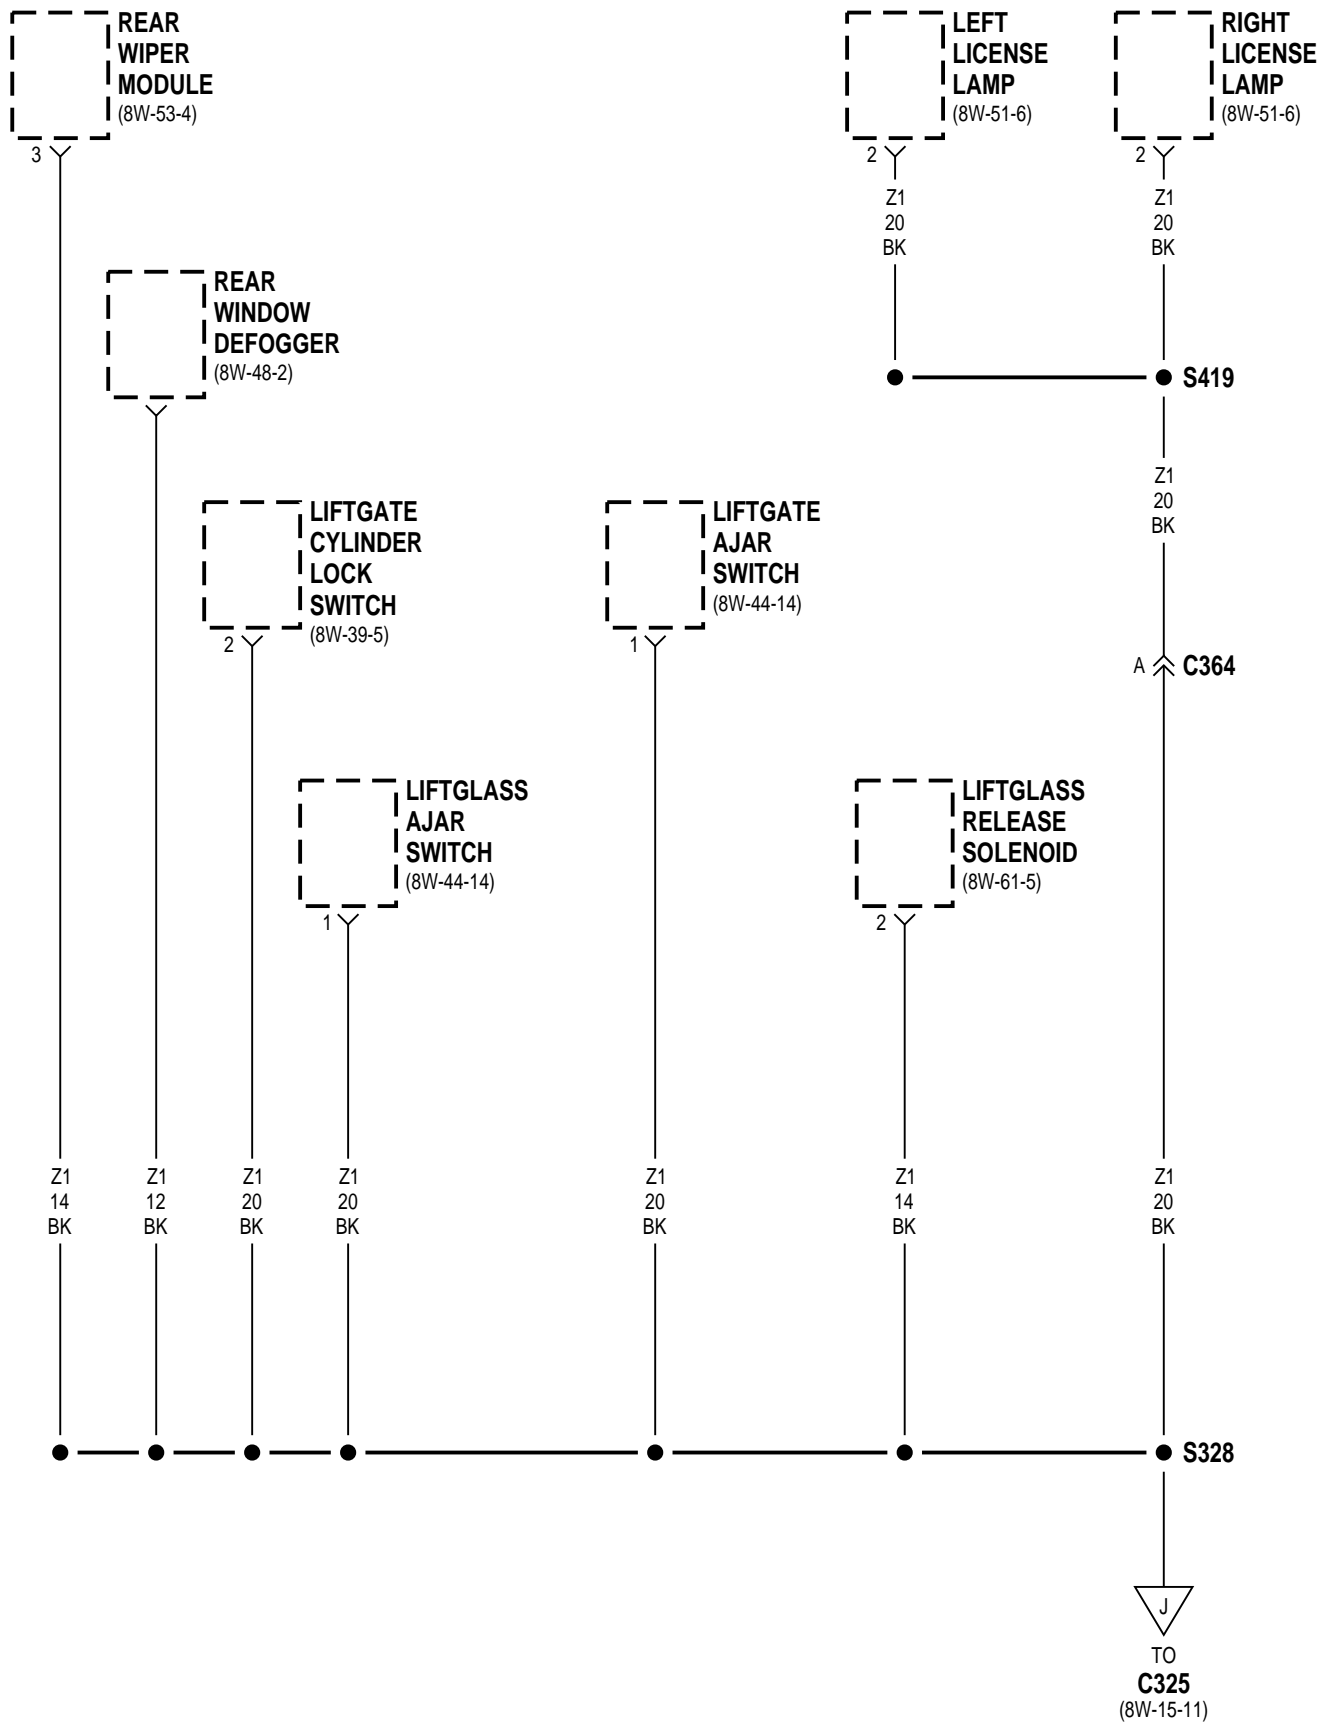 REAR
WIPER
MODULE
(8W-53-4)
3
LEFT
LICENSE
LAMP
(8W-51-6)
2
RIGHT
LICENSE
LAMP
(8W-51-6)
2
Z1
20
BK
Z1
20
BK
REAR
WINDOW
DEFOGGER
(8W-48-2)
S419
Z1
20
BK
LIFTGATE
CYLINDER
LOCK
SWITCH
(8W-39-5)
2
LIFTGATE
AJAR
SWITCH
(8W-44-14)
1
A
C364
LIFTGLASS
AJAR
SWITCH
(8W-44-14)
1
LIFTGLASS
RELEASE
SOLENOID
(8W-61-5)
2
Z1
14
BK
Z1
12
BK
Z1
20
BK
Z1
20
BK
Z1
20
BK
Z1
14
BK
Z1
20
BK
S328
J
TO
C325
(8W-15-11)